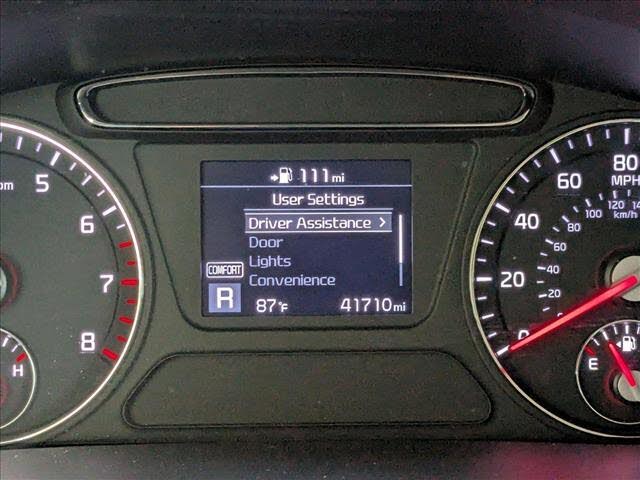 111mi
User Settings
Driver Assistance >
Door
Lights
Convenience
COMFORT
R
87°F
41710mi
5
6
7
8
H
80
MPH
60
40
20
0
120
100
80
60
40
km/h
E